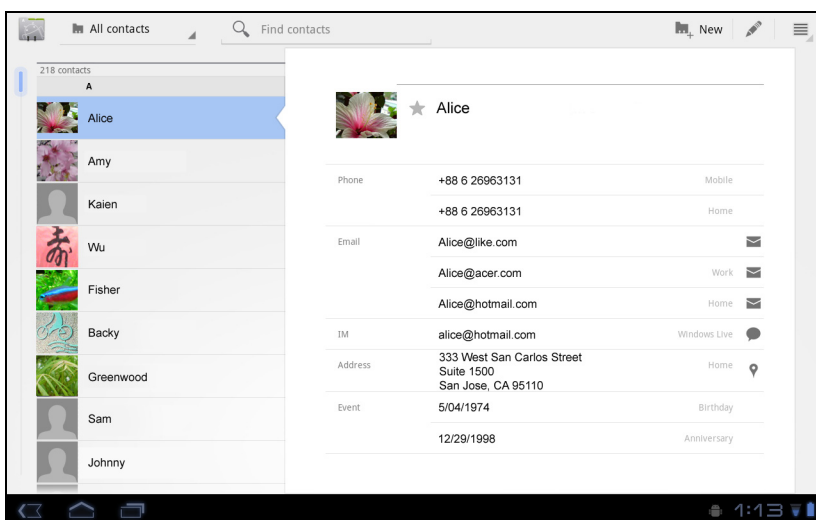 All contacts
Find contacts
New
218 contacts
A
Alice
Amy
Kaien
Wu
寿
Fisher
Backy
Greenwood
Sam
Johnny
Alice
Phone +88 6 26963131 Mobile
+88 6 26963131 Home
Email Alice@like.com
Alice@acer.com Work
Alice@hotmail.com Home
IM alice@hotmail.com Windows Live
Address 333 West San Carlos Street Home
Suite 1500
San Jose, CA 95110
Event 5/04/1974 Birthday
12/29/1998 Anniversary
1:13